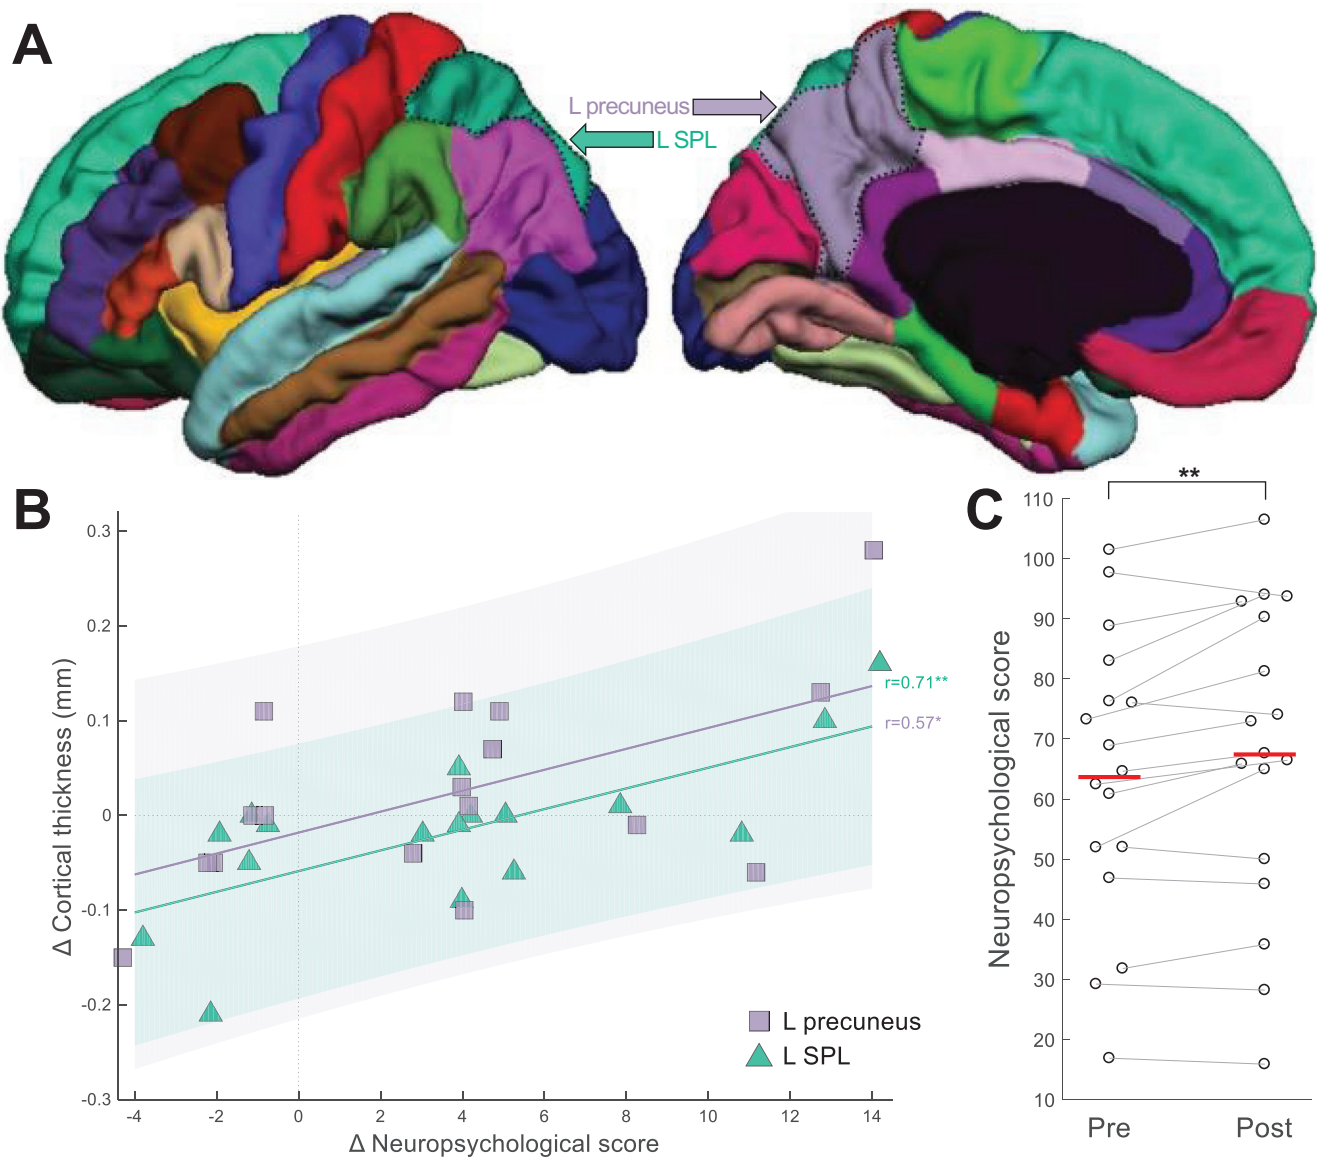 A
L precuneus
L SPL
B
0.3
0.2
0.1
0
-0.1
-0.2
-0.3
Δ Cortical thickness (mm)
r=0.71**
r=0.57*
L precuneus
L SPL
-4 -2 0 2 4 6 8 10 12 14
Δ Neuropsychological score
C
**
110
100
90
80
70
60
50
40
30
20
10
Neuropsychological score
Pre Post